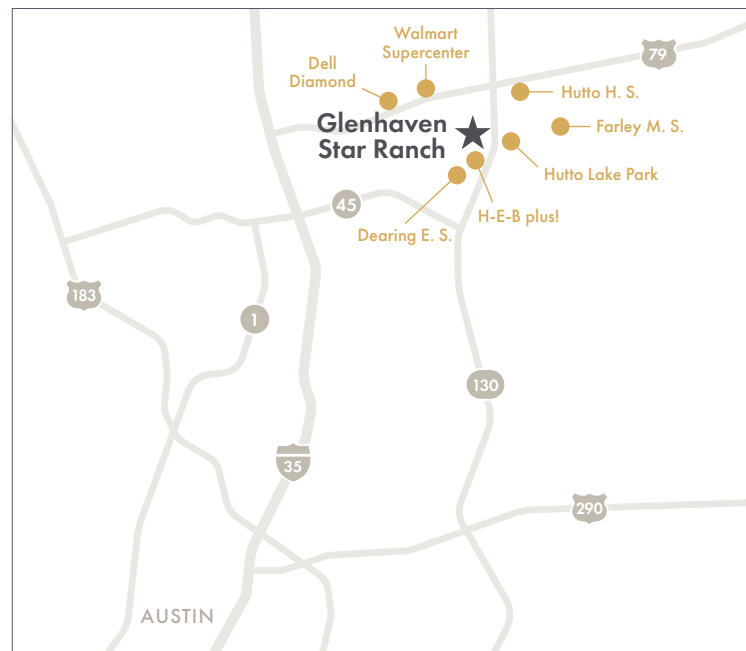 Walmart
Supercenter
79
Dell
Diamond
Hutto H. S.
Glenhaven
Star Ranch
Farley M. S.
Hutto Lake Park
45
H-E-B plus!
Dearing E. S.
183
1
130
35
290
AUSTIN